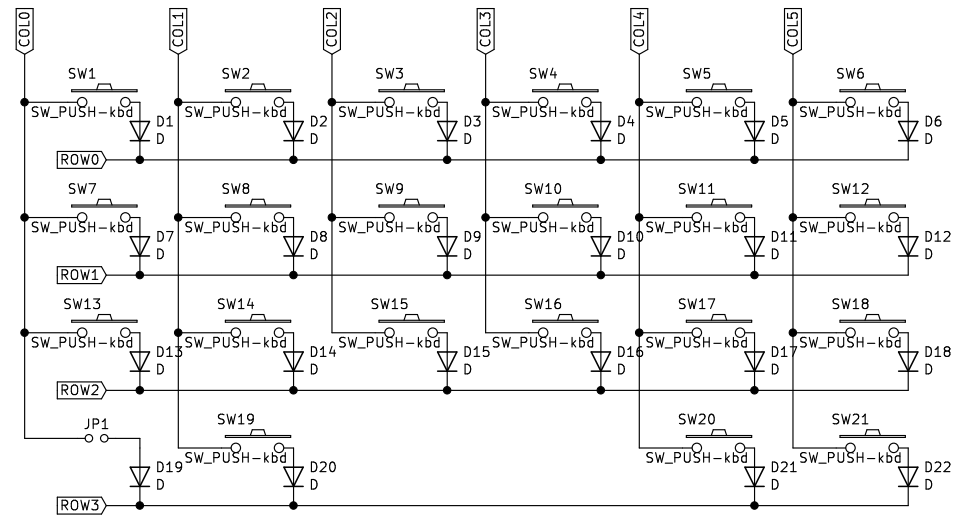 COL0 COL1 COL2 COL3 COL4 COL5
SW1 SW2 SW3 SW4 SW5 SW6
SW_PUSH-kbd SW_PUSH-kbd SW_PUSH-kbd SW_PUSH-kbd SW_PUSH-kbd SW_PUSH-kbd
D1 D2 D3 D4 D5 D6
D D D D D D
ROW0
SW7 SW8 SW9 SW10 SW11 SW12
SW_PUSH-kbd SW_PUSH-kbd SW_PUSH-kbd SW_PUSH-kbd SW_PUSH-kbd SW_PUSH-kbd
D7 D8 D9 D10 D11 D12
D D D D D D
ROW1
SW13 SW14 SW15 SW16 SW17 SW18
SW_PUSH-kbd SW_PUSH-kbd SW_PUSH-kbd SW_PUSH-kbd SW_PUSH-kbd SW_PUSH-kbd
D13 D14 D15 D16 D17 D18
D D D D D D
ROW2
JP1 SW19 SW20 SW21
SW_PUSH-kbd SW_PUSH-kbd SW_PUSH-kbd
D19 D20 D21 D22
D D D D
ROW3